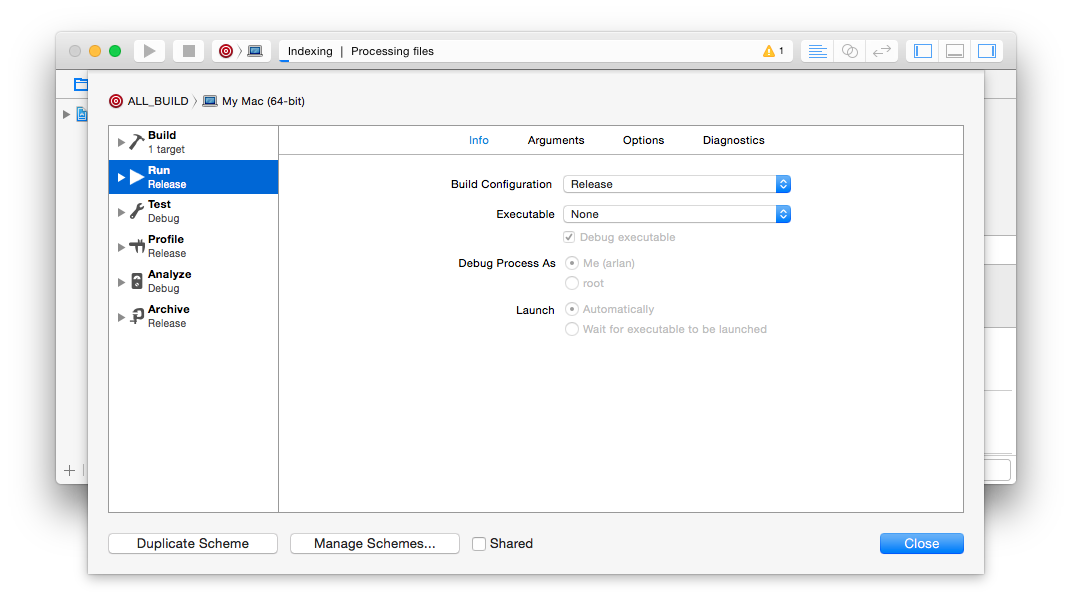 Indexing | Processing files
1
ALL_BUILD My Mac (64-bit)
Build
1 target
Run
Release
Test
Debug
Profile
Release
Analyze
Debug
Archive
Release
Info Arguments Options Diagnostics
Build Configuration Release
Executable None
Debug executable
Debug Process As Me (arlan)
root
Launch Automatically
Wait for executable to be launched
Duplicate Scheme Manage Schemes... Shared Close